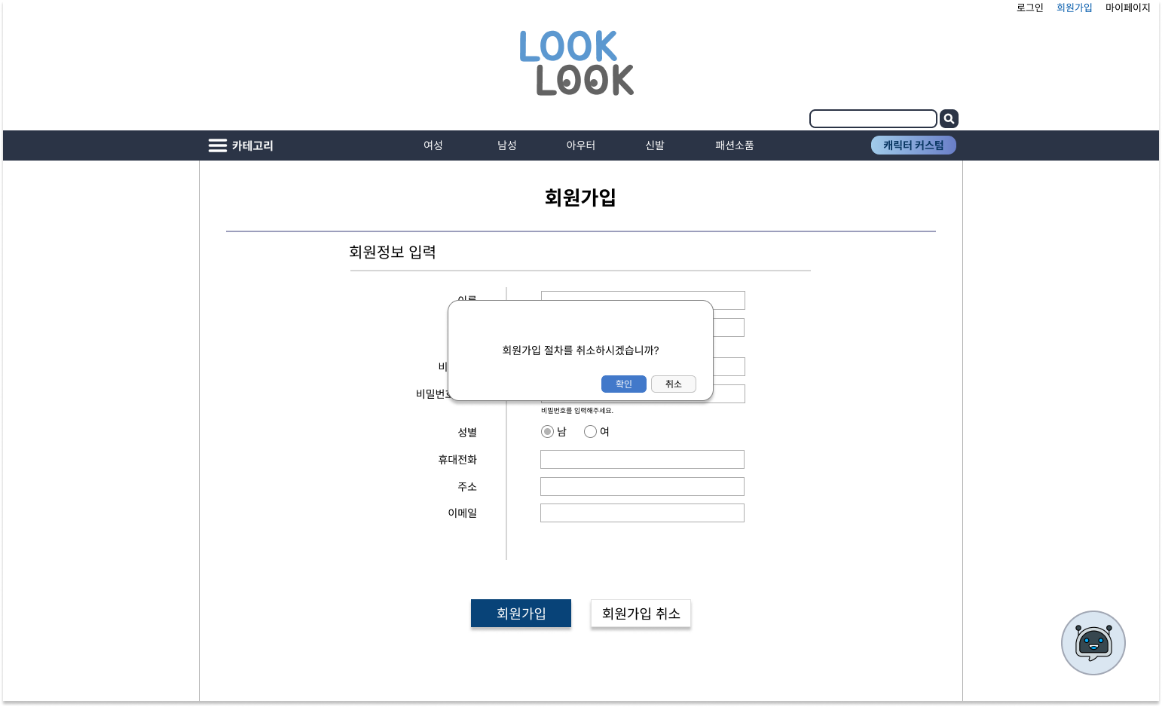 로그인 회원가입 마이페이지
LOOK
LOOK
카테고리 여성 남성 아우터 신발 패션소품 캐릭터 커스텀
회원가입
회원정보 입력
회원가입 절차를 취소하시겠습니까?
확인 취소
비밀번호를 입력해주세요.
성별 남 여
휴대전화
주소
이메일
회원가입 회원가입 취소